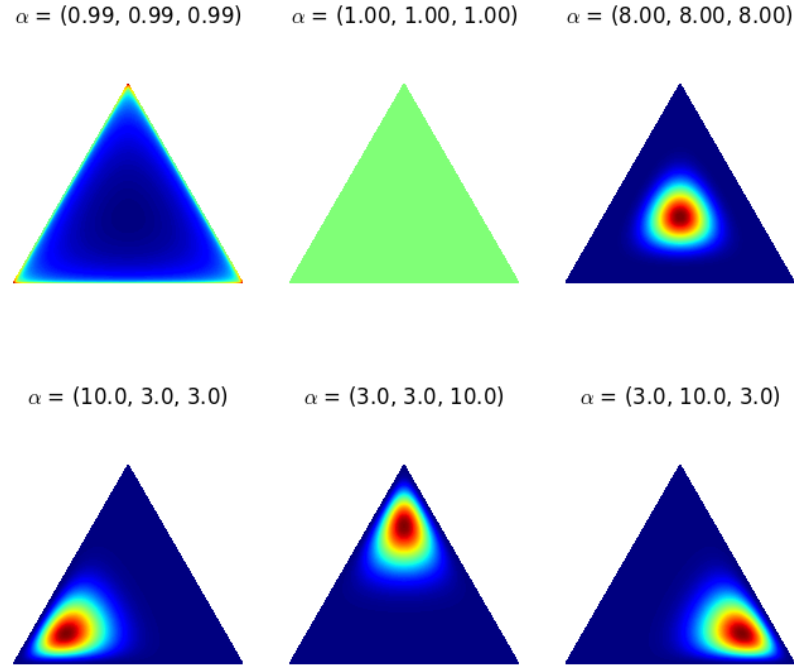 α = (0.99, 0.99, 0.99)
α = (1.00, 1.00, 1.00)
α = (8.00, 8.00, 8.00)
α = (10.0, 3.0, 3.0)
α = (3.0, 3.0, 10.0)
α = (3.0, 10.0, 3.0)